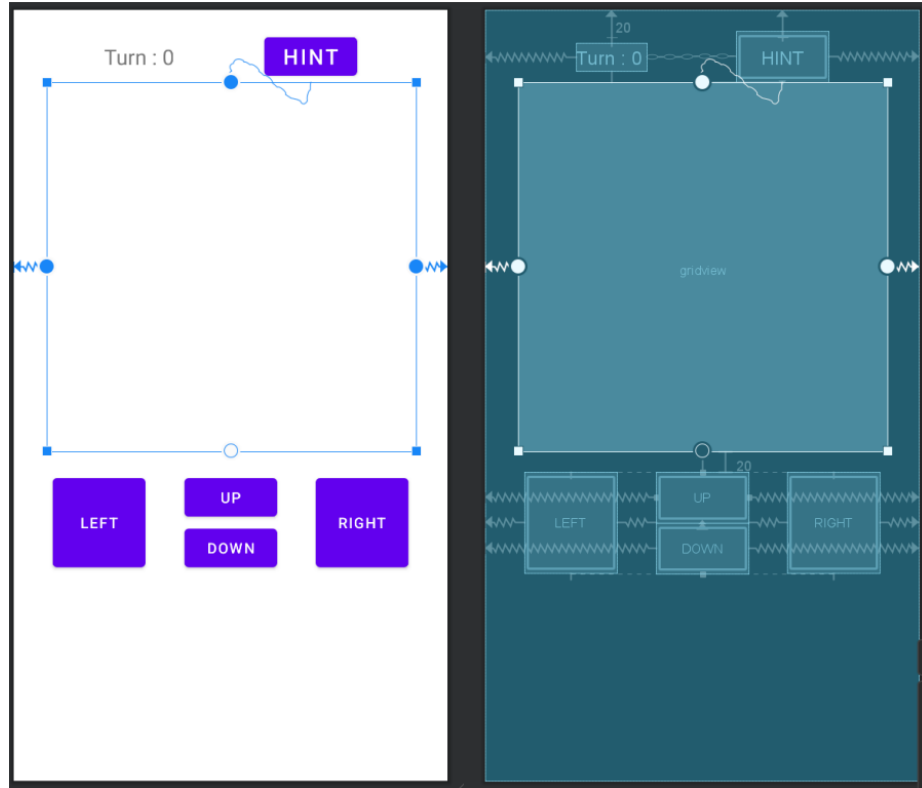 Turn : 0
HINT
LEFT
UP
DOWN
RIGHT
20
Turn : 0
HINT
gridview
20
LEFT
UP
DOWN
RIGHT